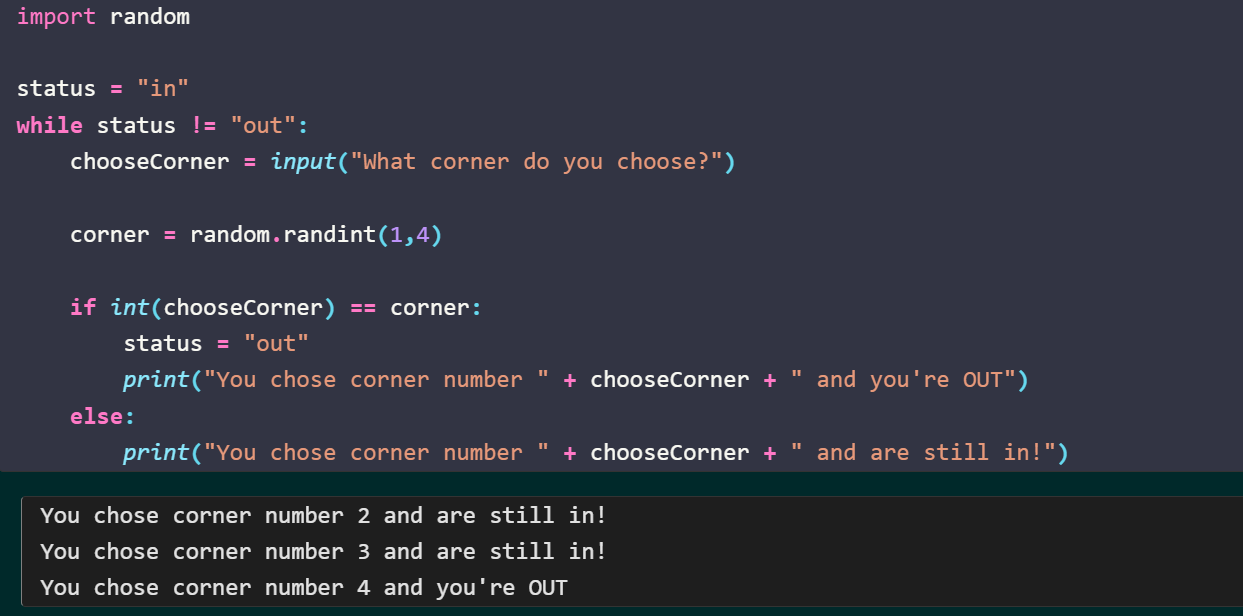 import random
status = "in"
while status != "out":
    chooseCorner = input("What corner do you choose?")
    corner = random.randint(1,4)
    if int(chooseCorner) == corner:
        status = "out"
        print("You chose corner number " + chooseCorner + " and you're OUT")
    else:
        print("You chose corner number " + chooseCorner + " and are still in!")
You chose corner number 2 and are still in!
You chose corner number 3 and are still in!
You chose corner number 4 and you're OUT